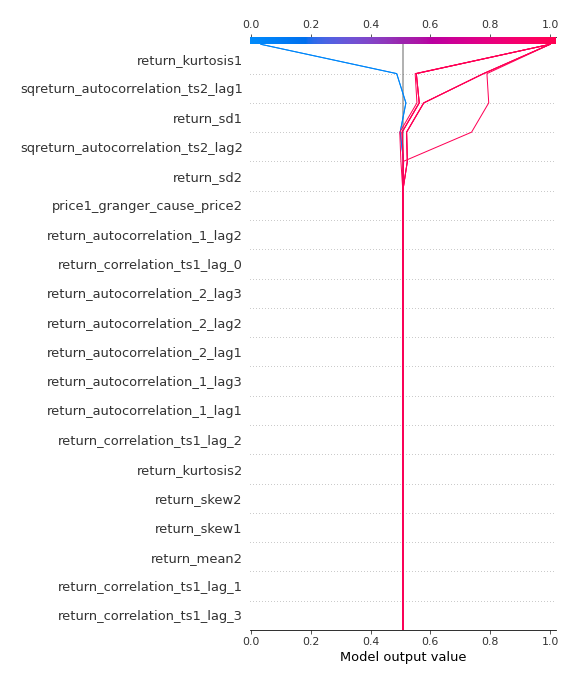 0.0 0.2 0.4 0.6 0.8 1.0
return_kurtosis1
sqreturn_autocorrelation_ts2_lag1
return_sd1
sqreturn_autocorrelation_ts2_lag2
return_sd2
price1_granger_cause_price2
return_autocorrelation_1_lag2
return_correlation_ts1_lag_0
return_autocorrelation_2_lag3
return_autocorrelation_2_lag2
return_autocorrelation_2_lag1
return_autocorrelation_1_lag3
return_autocorrelation_1_lag1
return_correlation_ts1_lag_2
return_kurtosis2
return_skew2
return_skew1
return_mean2
return_correlation_ts1_lag_1
return_correlation_ts1_lag_3
0.0 0.2 0.4 0.6 0.8 1.0
Model output value